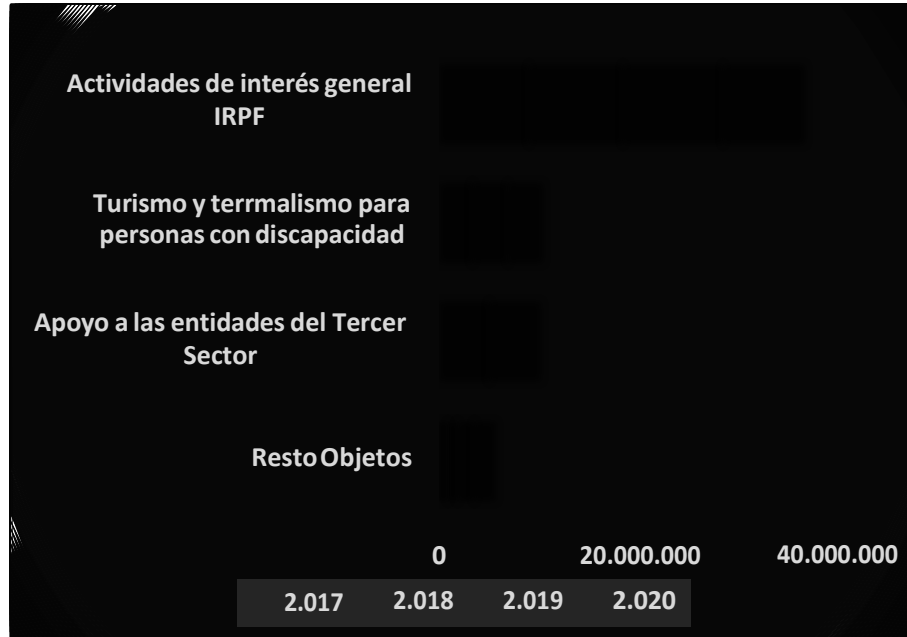 Actividades de interés general
IRPF
Turismo y terrmalismo para
personas con discapacidad
Apoyo a las entidades del Tercer
Sector
Resto Objetos
0 20.000.000 40.000.000
2.017 2.018 2.019 2.020